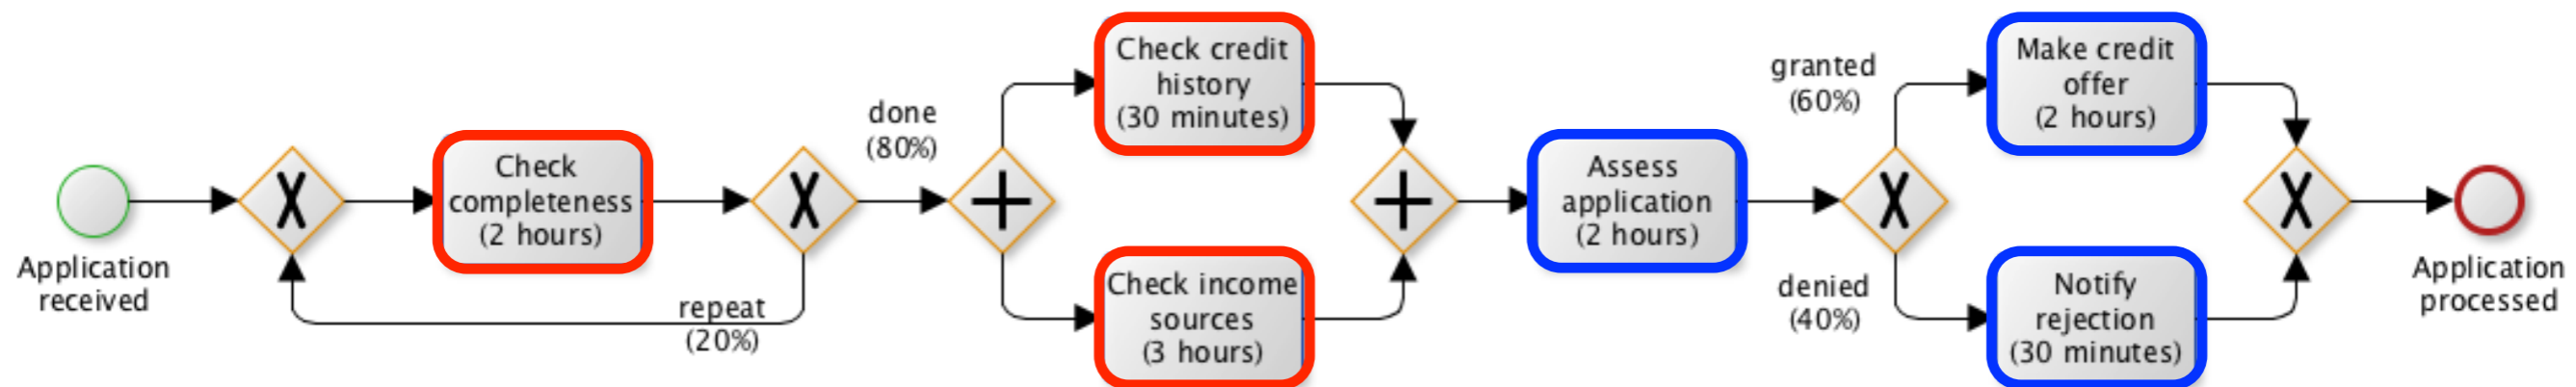 Application
received
Check
completeness
(2 hours)
repeat
(20%)
done
(80%)
Check credit
history
(30 minutes)
Check income
sources
(3 hours)
Assess
application
(2 hours)
granted
(60%)
denied
(40%)
Make credit
offer
(2 hours)
Notify
rejection
(30 minutes)
Application
processed